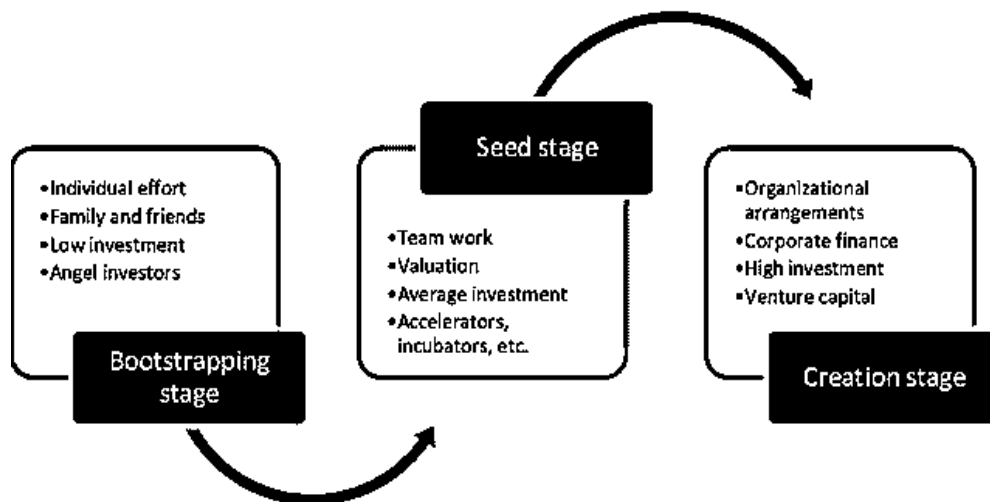 •Individual effort
•Family and friends
•Low investment
•Angel investors
Bootstrapping
stage
Seed stage
•Team work
•Valuation
•Average investment
•Accelerators,
incubators, etc.
•Organizational
arrangements
•Corporate finance
•High investment
•Venture capital
Creation stage